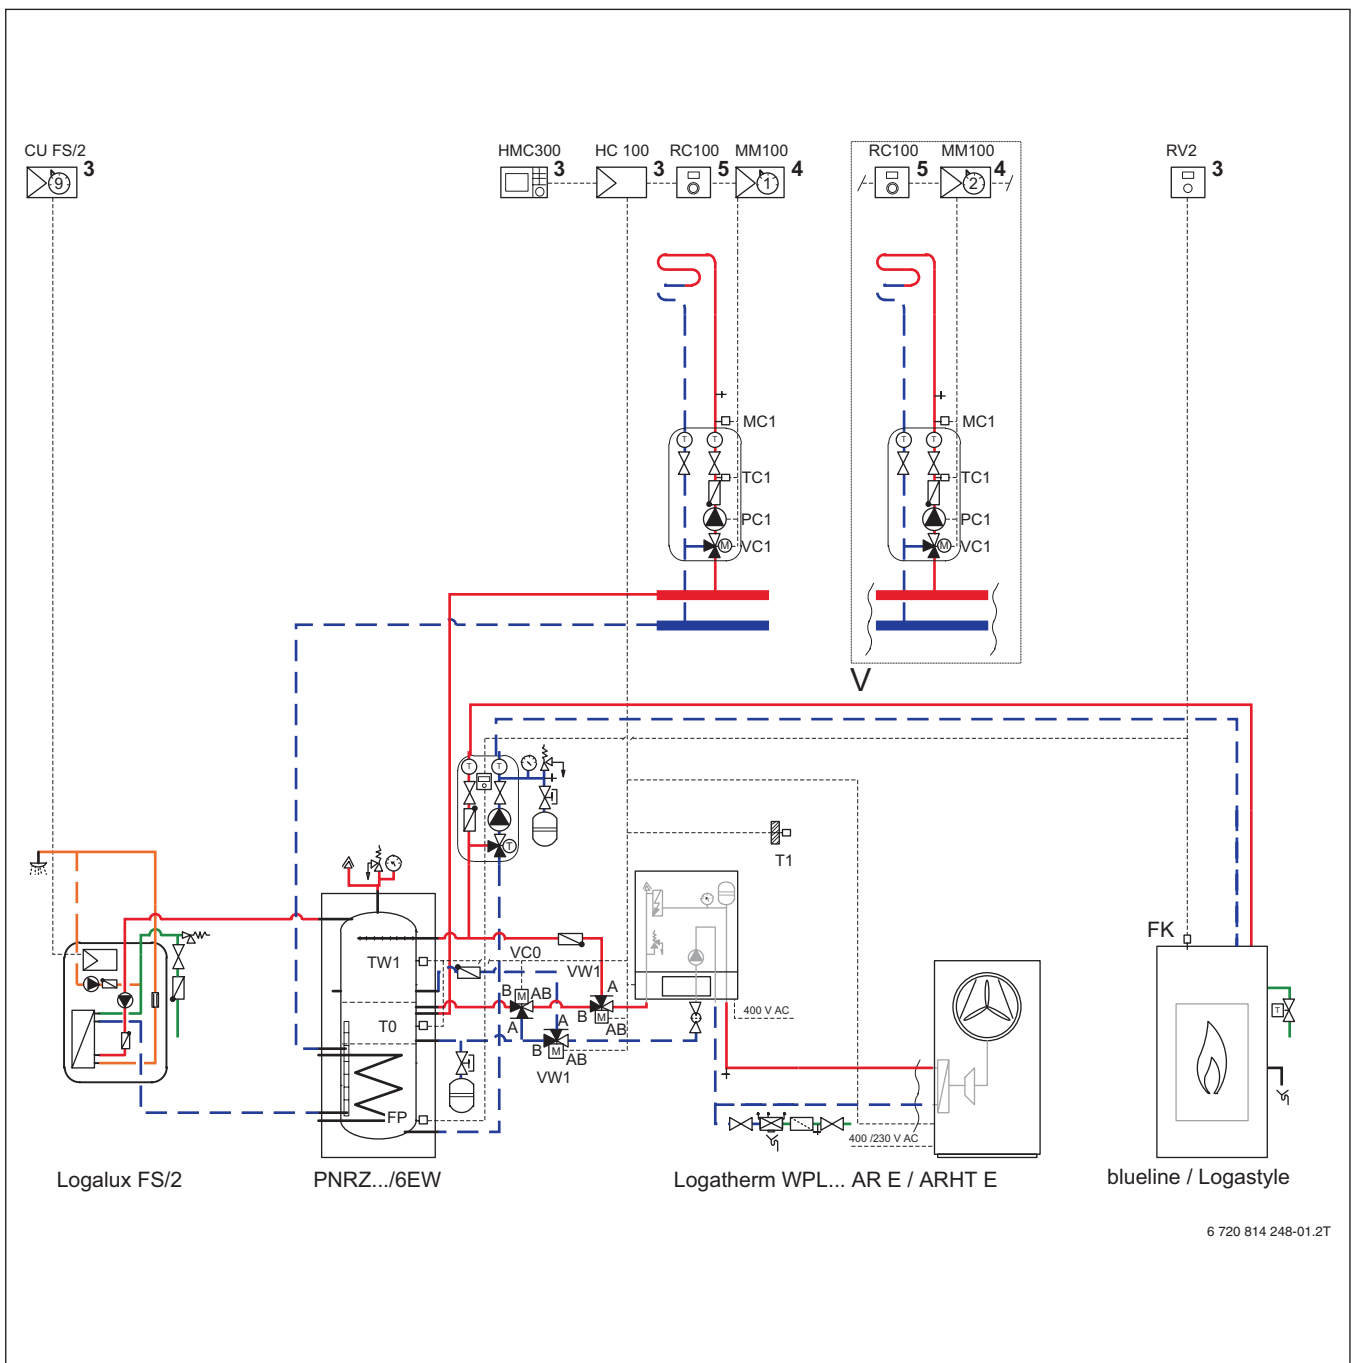 CU FS/2
9
3
HMC300
3
HC 100
3
RC100
5
MM100
1
4
RC100
5
MM100
2
4
RV2
3
MC1
T T
TC1
PC1
M VC1
MC1
T T
TC1
PC1
M VC1
V
T T
T
T1
FK
TW1
VC0
VW1
B M AB
A
A
B M AB
A
B M AB
VW1
T0
FP
400 V AC
400 /230 V AC
T
Logalux FS/2
PNRZ.../6EW
Logatherm WPL... AR E / ARHT E
blueline / Logastyle
6 720 814 248-01.2T